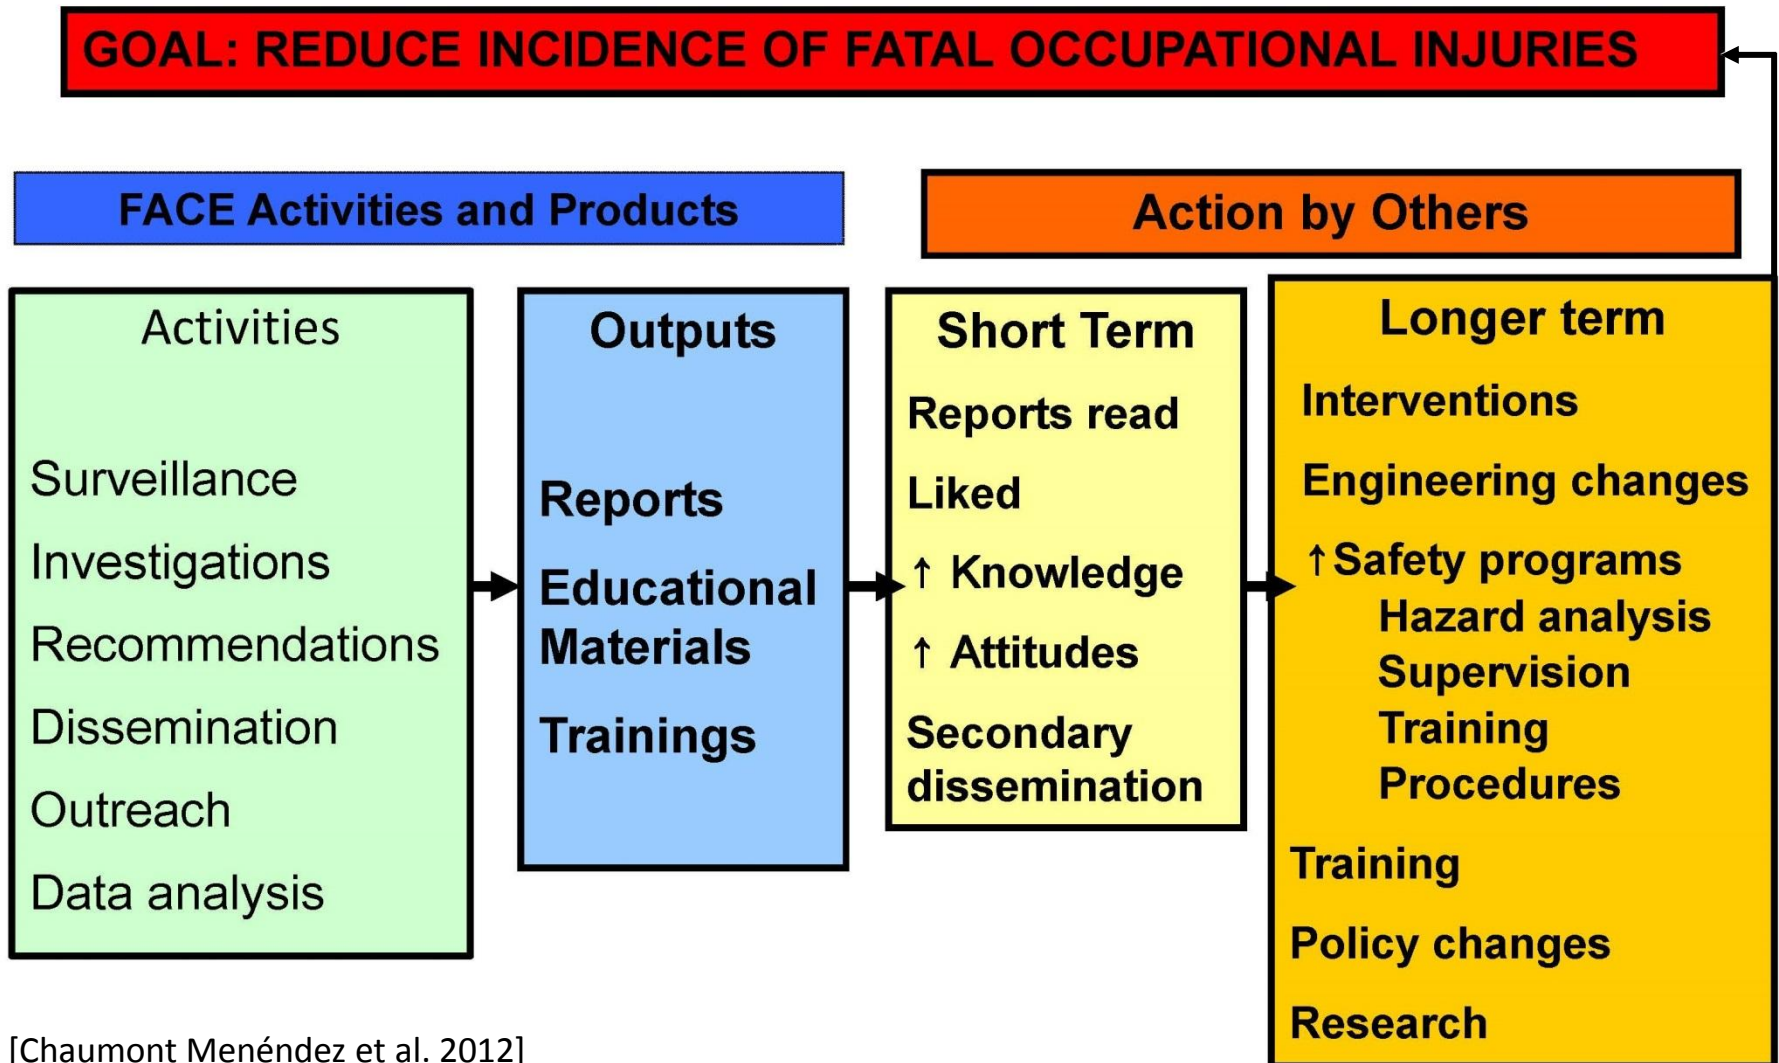 GOAL: REDUCE INCIDENCE OF FATAL OCCUPATIONAL INJURIES
FACE Activities and Products
Action by Others
Activities
Surveillance
Investigations
Recommendations
Dissemination
Outreach
Data analysis
Outputs
Reports
Educational
Materials
Trainings
Short Term
Reports read
Liked
↑ Knowledge
↑ Attitudes
Secondary
dissemination
Longer term
Interventions
Engineering changes
↑Safety programs
Hazard analysis
Supervision
Training
Procedures
Training
Policy changes
Research
[Chaumont Menéndez et al. 2012]